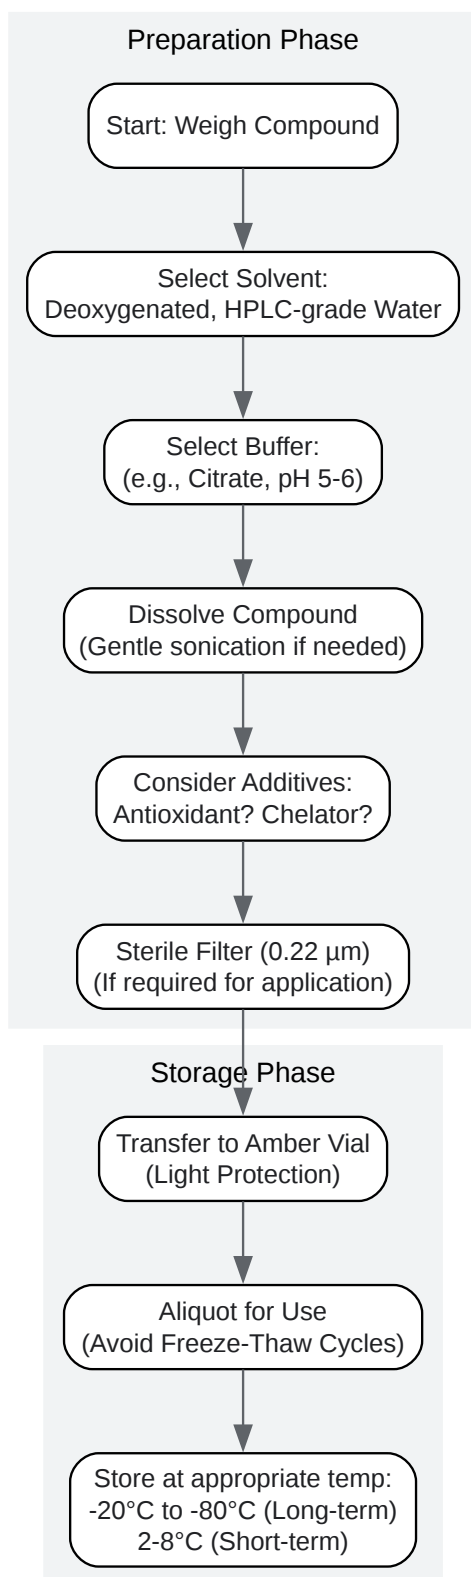 Preparation Phase
Start: Weigh Compound
Select Solvent:
Deoxygenated, HPLC-grade Water
Select Buffer:
(e.g., Citrate, pH 5-6)
Dissolve Compound
(Gentle sonication if needed)
Consider Additives:
Antioxidant? Chelator?
Sterile Filter (0.22 µm)
(If required for application)
Storage Phase
Transfer to Amber Vial
(Light Protection)
Aliquot for Use
(Avoid Freeze-Thaw Cycles)
Store at appropriate temp:
-20°C to -80°C (Long-term)
2-8°C (Short-term)